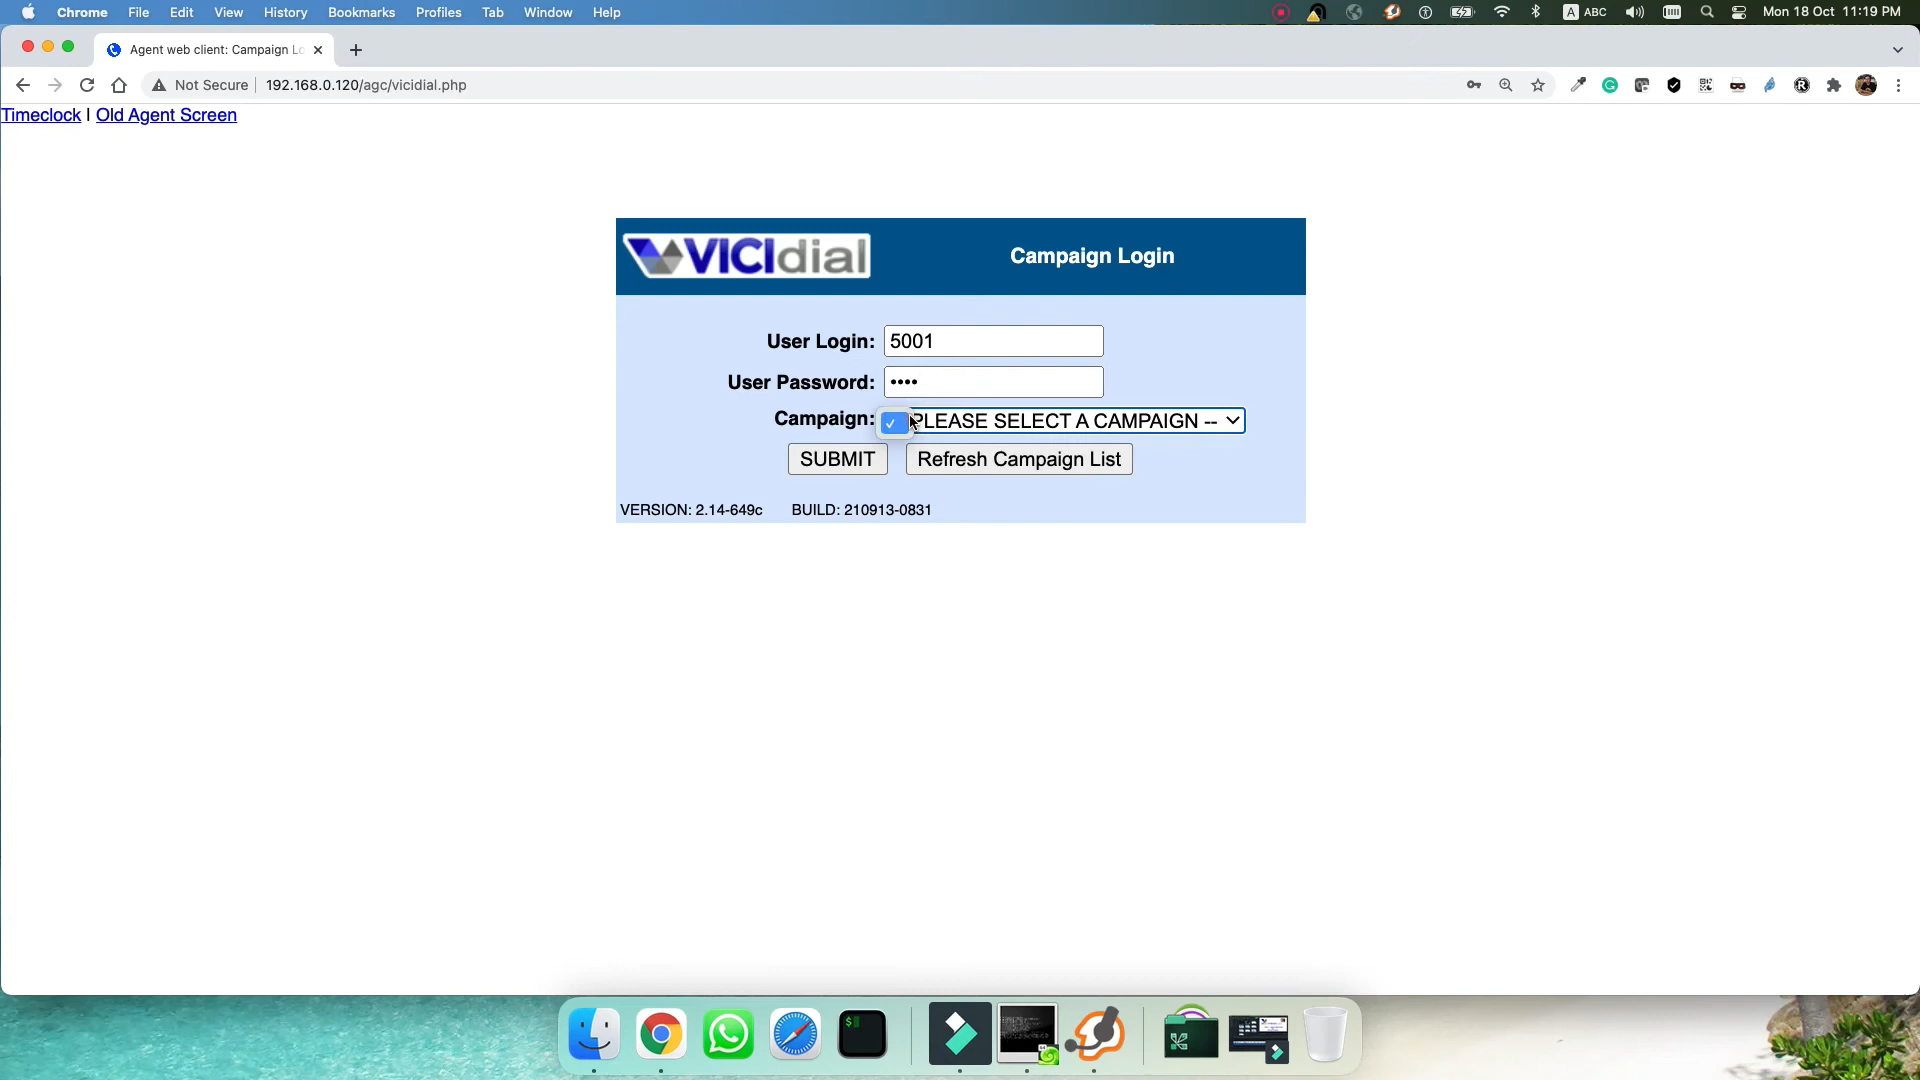 Chrome File Edit View History Bookmarks Profiles Tab Window Help A ABC Mon 18 Oct 11:19 PM
Agent web client: Campaign Lo
Not Secure 192.168.0.120/agc/vicidial.php
Timeclock | Old Agent Screen
VICIdial Campaign Login
User Login: 5001
User Password: ••••
Campaign: PLEASE SELECT A CAMPAIGN --
SUBMIT Refresh Campaign List
VERSION: 2.14-649c BUILD: 210913-0831